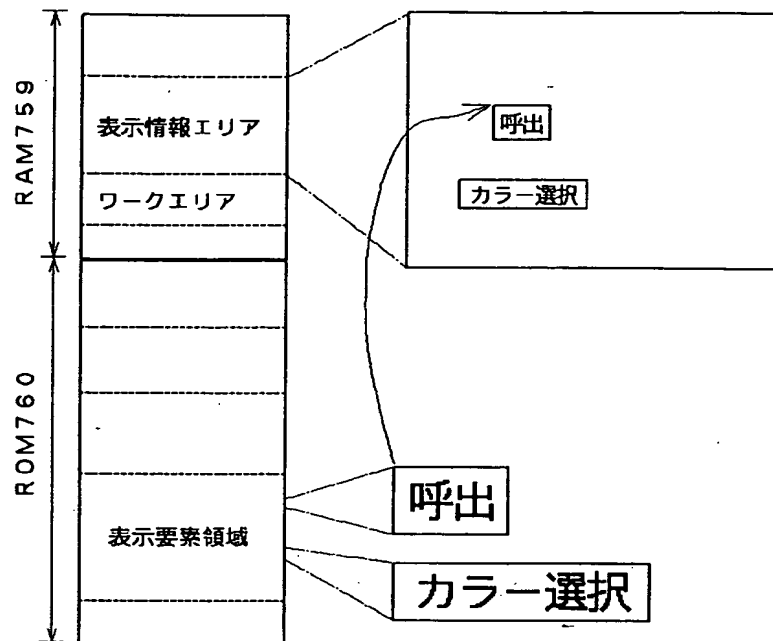 RAM759
表示情報エリア
ワークエリア
呼出
カラー選択
ROM760
表示要素領域
呼出
カラー選択